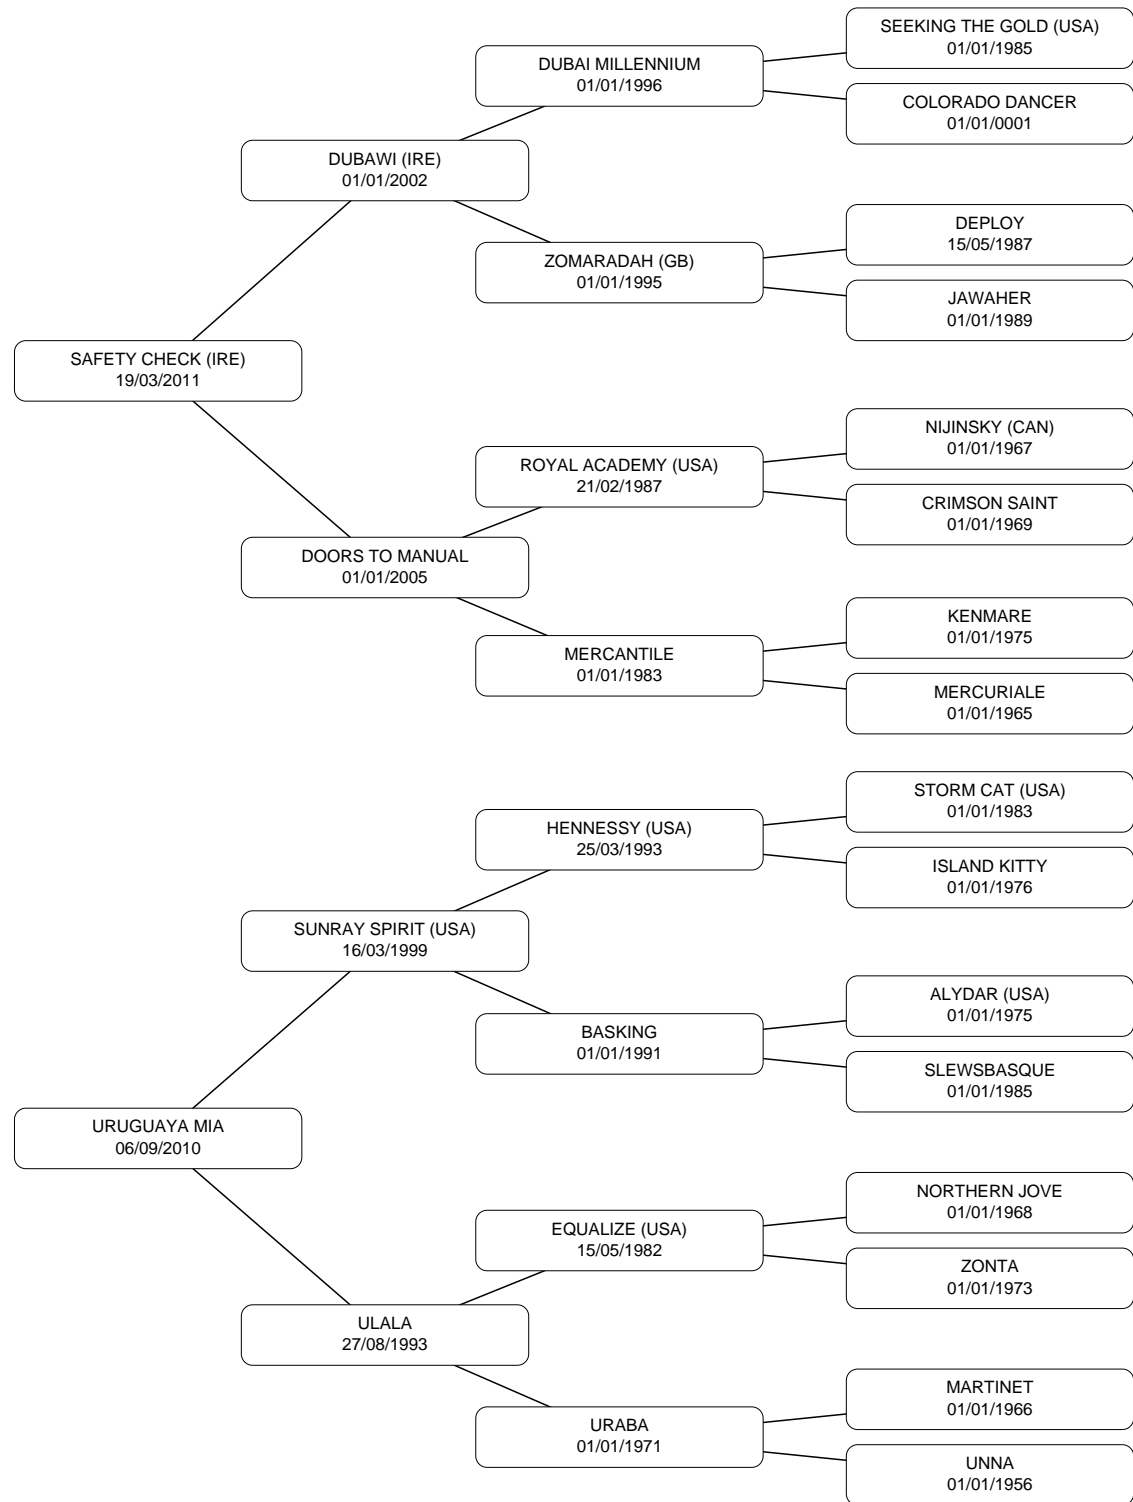 SEEKING THE GOLD (USA)
01/01/1985
DUBAI MILLENNIUM
01/01/1996
COLORADO DANCER
01/01/0001
DUBAWI (IRE)
01/01/2002
DEPLOY
15/05/1987
ZOMARADAH (GB)
01/01/1995
JAWAHER
01/01/1989
SAFETY CHECK (IRE)
19/03/2011
NIJINSKY (CAN)
01/01/1967
ROYAL ACADEMY (USA)
21/02/1987
CRIMSON SAINT
01/01/1969
DOORS TO MANUAL
01/01/2005
KENMARE
01/01/1975
MERCANTILE
01/01/1983
MERCURIALE
01/01/1965
STORM CAT (USA)
01/01/1983
HENNESSY (USA)
25/03/1993
ISLAND KITTY
01/01/1976
SUNRAY SPIRIT (USA)
16/03/1999
ALYDAR (USA)
01/01/1975
BASKING
01/01/1991
SLEWSBASQUE
01/01/1985
URUGUAYA MIA
06/09/2010
NORTHERN JOVE
01/01/1968
EQUALIZE (USA)
15/05/1982
ZONTA
01/01/1973
ULALA
27/08/1993
MARTINET
01/01/1966
URABA
01/01/1971
UNNA
01/01/1956